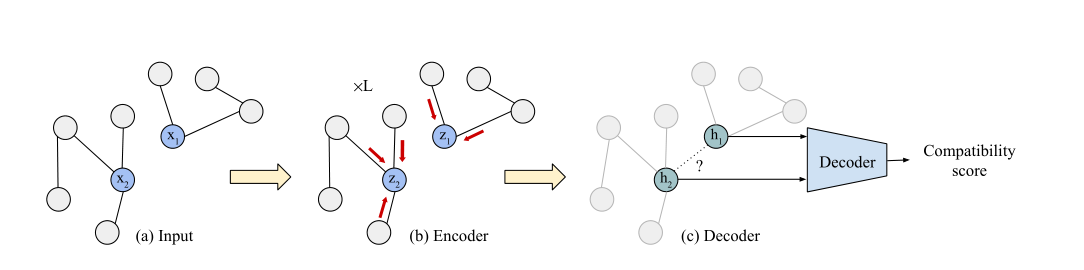 x1
x2
(a) Input
×L
z1
z2
(b) Encoder
h1
?
h2
(c) Decoder
Decoder
Compatibility
score